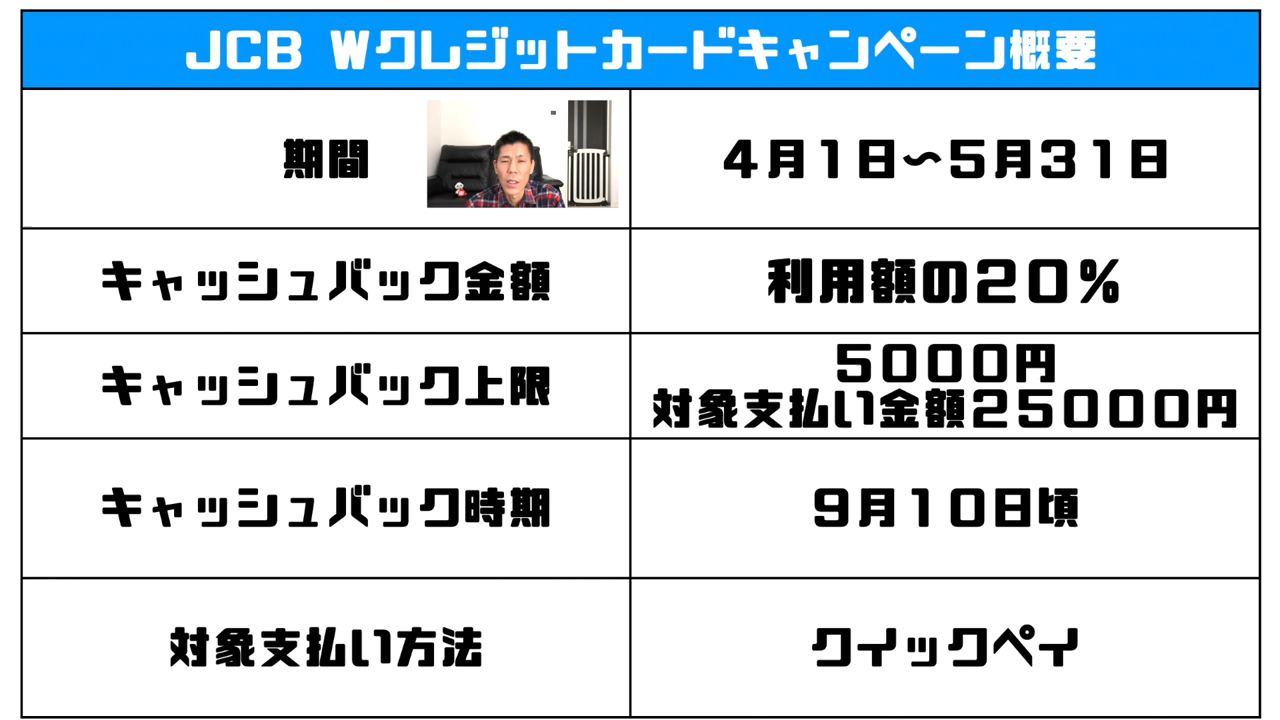 JCB Wクレジットカードキャンペーン概要
期間
４月１日〜５月３１日
キャッシュバック金額
利用額の２０％
キャッシュバック上限
５０００円
対象支払い金額２５０００円
キャッシュバック時期
９月１０日頃
対象支払い方法
クイックペイ